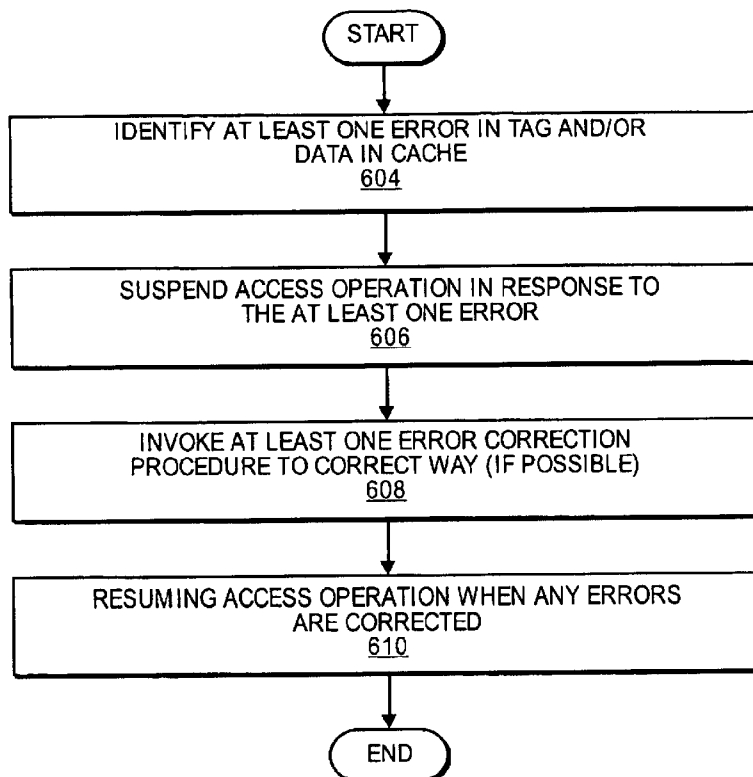 START
IDENTIFY AT LEAST ONE ERROR IN TAG AND/OR
DATA IN CACHE
604
SUSPEND ACCESS OPERATION IN RESPONSE TO
THE AT LEAST ONE ERROR
606
INVOKE AT LEAST ONE ERROR CORRECTION
PROCEDURE TO CORRECT WAY (IF POSSIBLE)
608
RESUMING ACCESS OPERATION WHEN ANY ERRORS
ARE CORRECTED
610
END